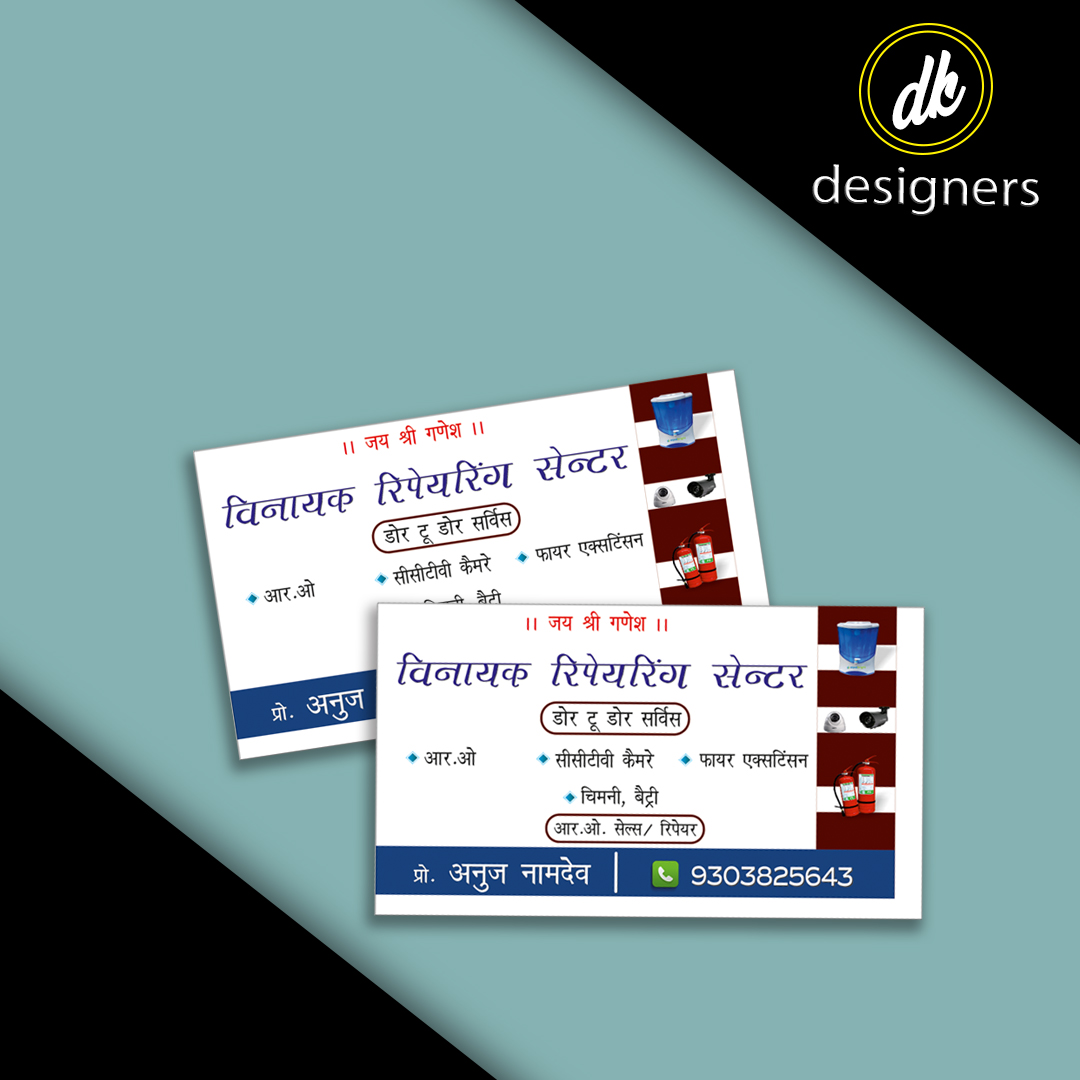 dk
designers
।। जय श्री गणेश ।।
विनायक रिपेयरिंग सेन्टर
डोर टू डोर सर्विस
आर.ओ
सीसीटीवी कैमरे
फायर एक्सटिंसन
चिमनी, बैट्री
प्रो. अनुज
।। जय श्री गणेश ।।
विनायक रिपेयरिंग सेन्टर
डोर टू डोर सर्विस
आर.ओ
सीसीटीवी कैमरे
फायर एक्सटिंसन
चिमनी, बैट्री
आर.ओ. सेल्स/ रिपेयर
प्रो. अनुज नामदेव | 9303825643